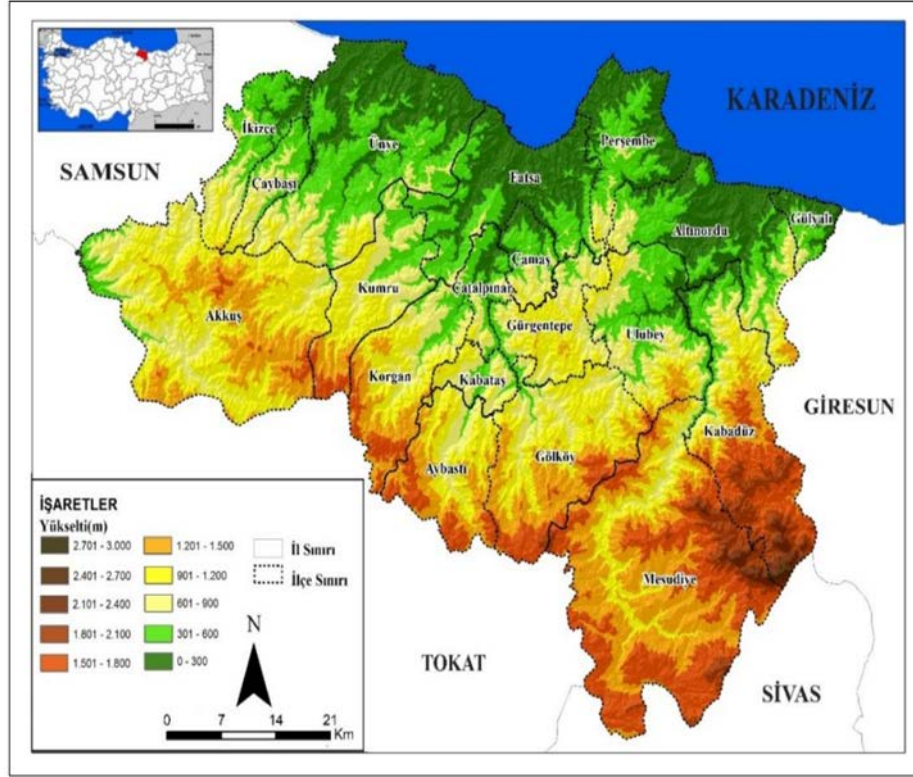 KARADENİZ
SAMSUN
İkizce
Ünye
Perşembe
Çaybaşı
Fatsa
Gülyalı
Altınordu
Çamaş
Kumru
Çatalpınar
Akkuş
Gürgentepe
Ulubey
Korgan
Kabataş
GİRESUN
Kabadüz
Aybastı
Gölköy
Mesudiye
TOKAT
SİVAS
İŞARETLER
Yükselti(m)
2.701 - 3.000
2.401 - 2.700
2.101 - 2.400
1.801 - 2.100
1.501 - 1.800
1.201 - 1.500
901 - 1.200
601 - 900
301 - 600
0 - 300
İl Sınırı
İlçe Sınırı
N
0 7 14 21
Km